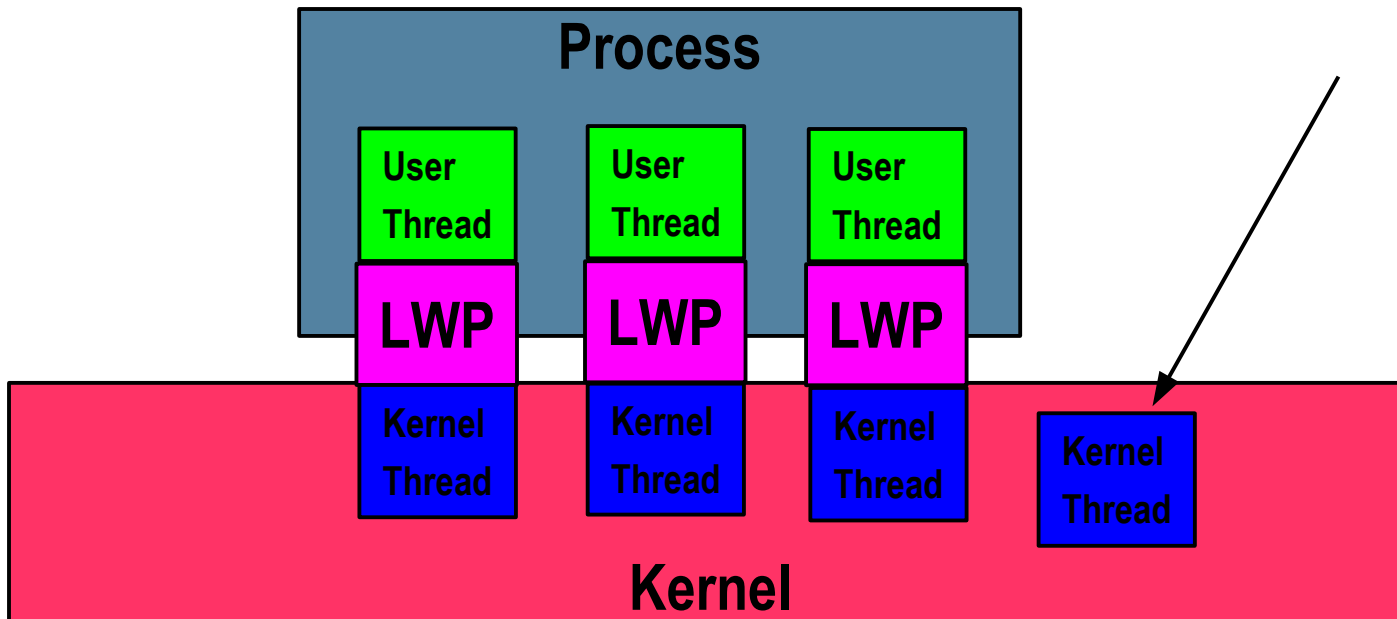 Process
User
Thread
User
Thread
User
Thread
LWP
LWP
LWP
Kernel
Thread
Kernel
Thread
Kernel
Thread
Kernel
Thread
Kernel